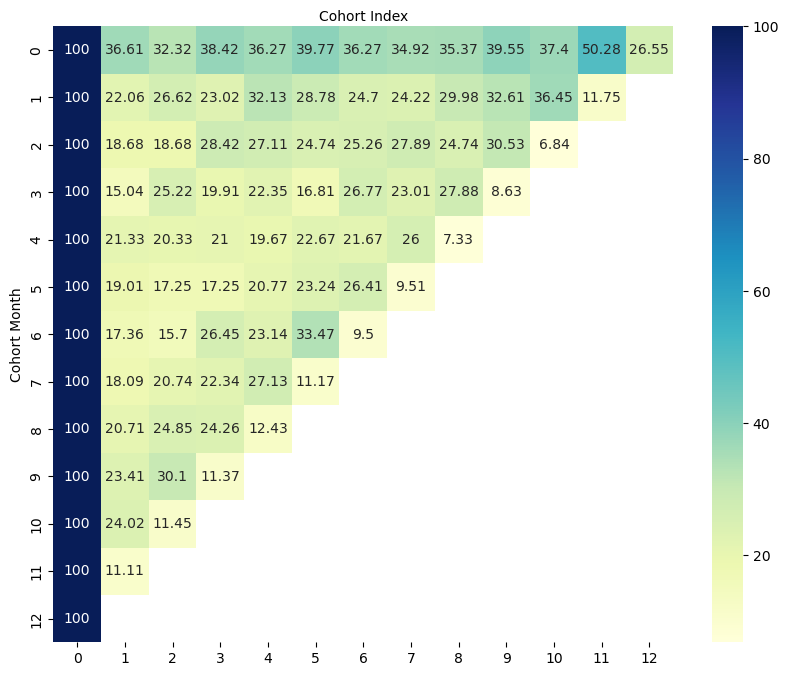 Cohort Index
0 100 36.61 32.32 38.42 36.27 39.77 36.27 34.92 35.37 39.55 37.4 50.28 26.55
1 100 22.06 26.62 23.02 32.13 28.78 24.7 24.22 29.98 32.61 36.45 11.75
2 100 18.68 18.68 28.42 27.11 24.74 25.26 27.89 24.74 30.53 6.84
3 100 15.04 25.22 19.91 22.35 16.81 26.77 23.01 27.88 8.63
4 100 21.33 20.33 21 19.67 22.67 21.67 26 7.33
5 100 19.01 17.25 17.25 20.77 23.24 26.41 9.51
6 100 17.36 15.7 26.45 23.14 33.47 9.5
7 100 18.09 20.74 22.34 27.13 11.17
8 100 20.71 24.85 24.26 12.43
9 100 23.41 30.1 11.37
10 100 24.02 11.45
11 100 11.11
12 100
0 1 2 3 4 5 6 7 8 9 10 11 12
Cohort Month
100
80
60
40
20